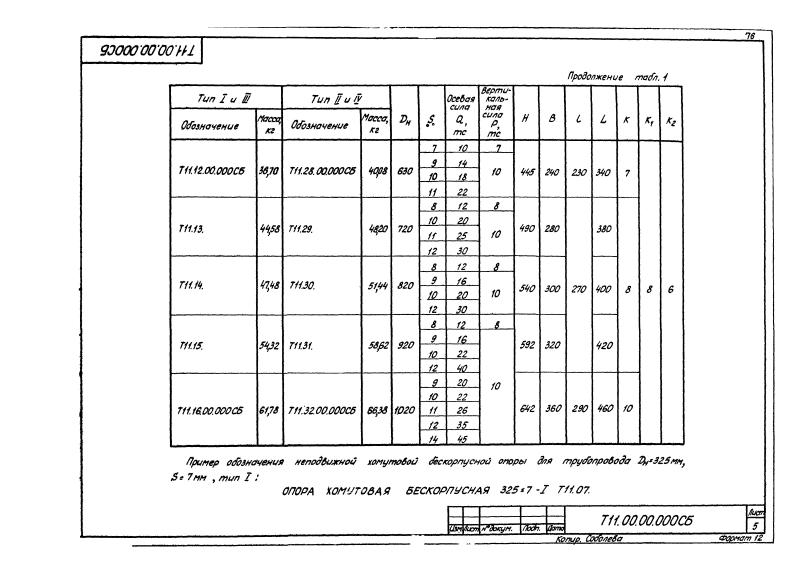 76
Т11.00.00.000СБ
Продолжение табл. 1
Тип I и III Тип II и IV Dн S Осевая сила Q, тс Вертикальная сила P, тс H B l L K K1 K2
Обозначение Масса, кг Обозначение Масса, кг
7 10 7
Т11.12.00.000СБ 38,70 Т11.28.00.000СБ 40,98 630 9 14 10 445 240 230 340 7
10 18
11 22
8 12 8
Т11.13. 44,58 Т11.29. 48,20 720 10 20 10 490 280 380
11 25
12 30
8 12 8
Т11.14. 47,48 Т11.30. 51,44 820 9 16 10 540 300 270 400 8 8 6
10 20
12 30
8 12 8
Т11.15. 54,32 Т11.31. 58,62 920 9 16 592 320 420
10 22
12 40
10
9 20
10 22
Т11.16.00.000СБ 61,78 Т11.32.00.000СБ 66,38 1020 11 26 642 360 290 460 10
12 35
14 45
Пример обозначения неподвижной хомутовой бескорпусной опоры для трубопровода Dн=325мм,
S=7мм, тип I:
ОПОРА ХОМУТОВАЯ БЕСКОРПУСНАЯ 325=7-I Т11.07.
Т11.00.00.000СБ
Лист
5
Изм Лист №докум. Подп. Дата
Копир. Соболева Формат 12